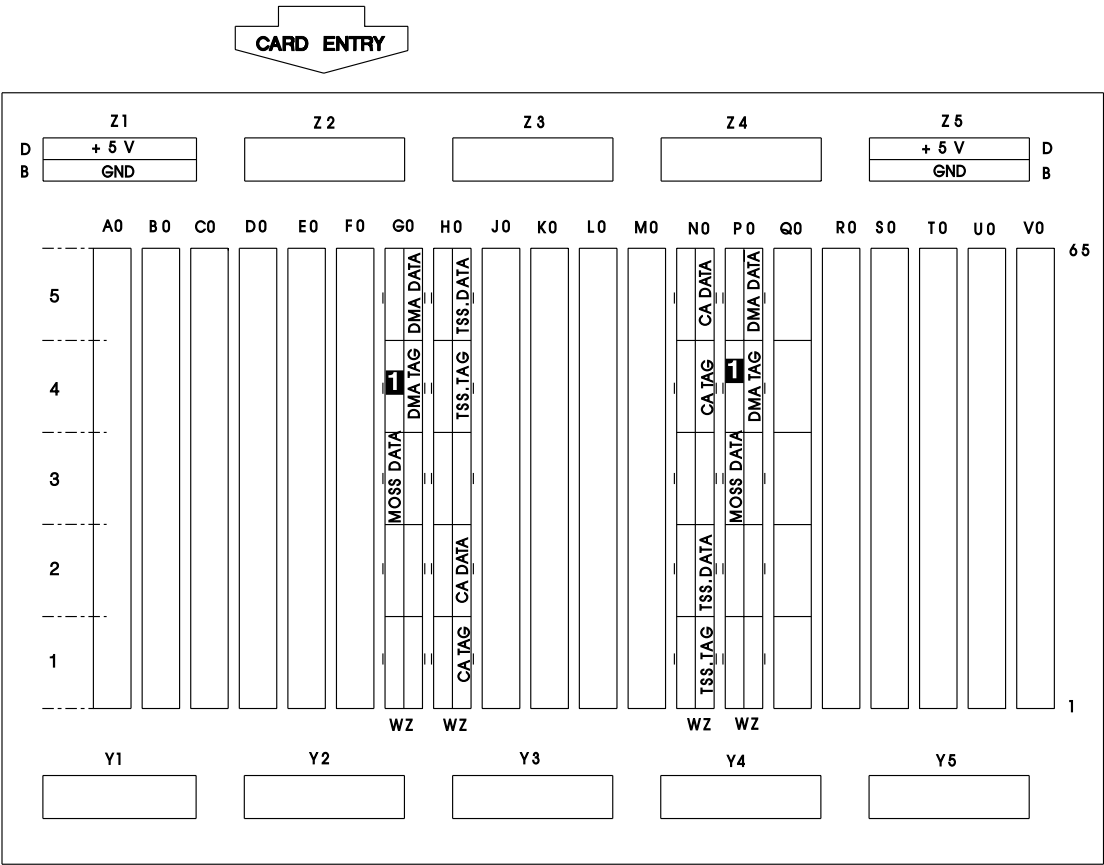 CARD ENTRY
Z1 Z2 Z3 Z4 Z5
D + 5 V + 5 V D
B GND GND B
A0 B0 C0 D0 E0 F0 G0 H0 J0 K0 L0 M0 N0 P0 Q0 R0 S0 T0 U0 V0
65
5 DMA DATA TSS.DATA CA DATA DMA DATA
4 1 DMA TAG TSS.TAG CA TAG 1 DMA TAG
3 MOSS DATA MOSS DATA
2 CA DATA TSS.DATA
1 CA TAG TSS.TAG
1
WZ WZ WZ WZ
Y1 Y2 Y3 Y4 Y5